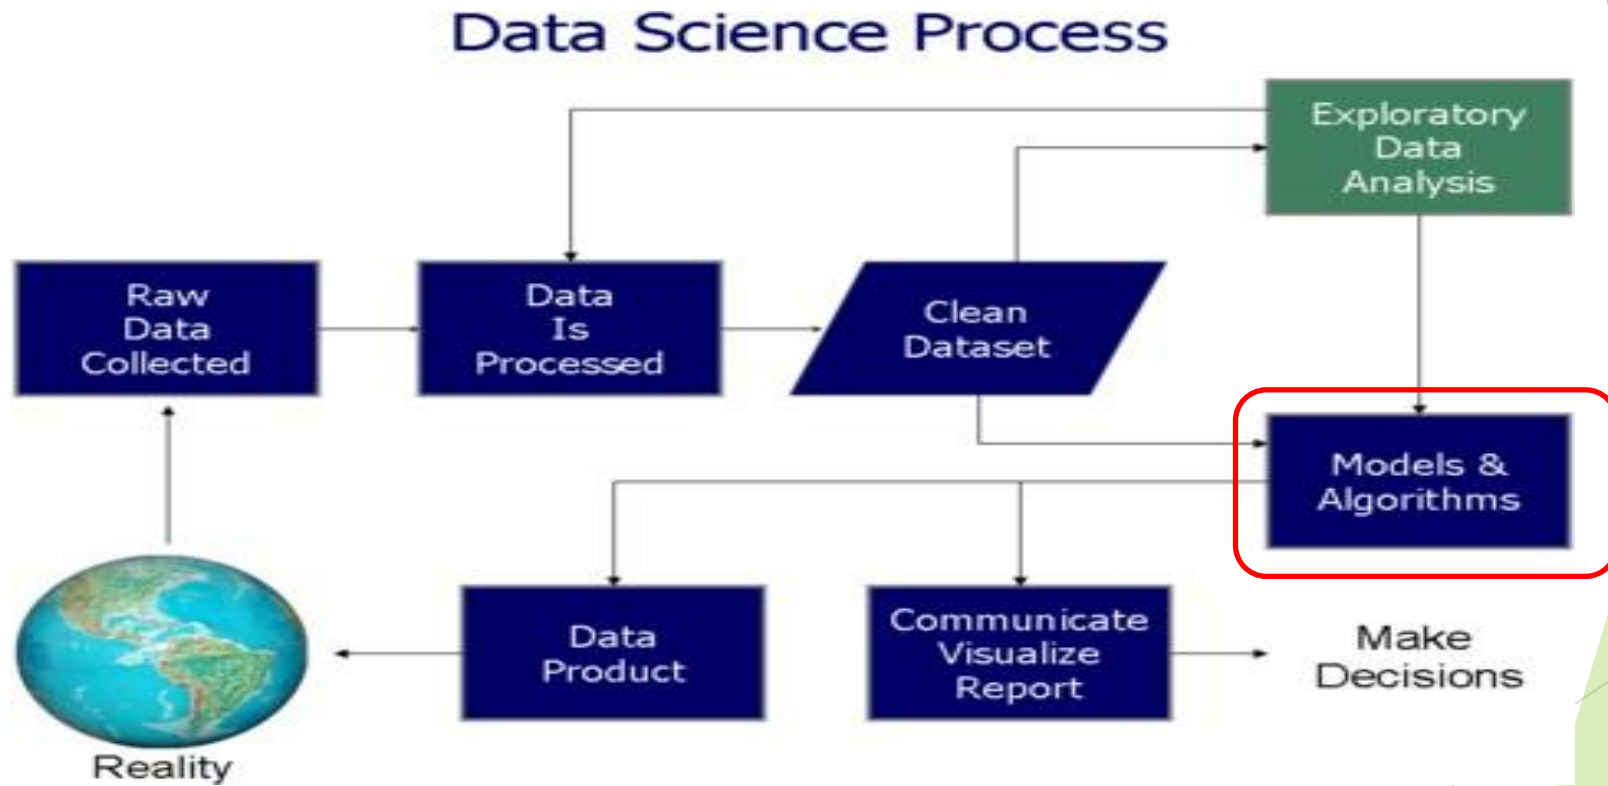 Data Science Process
Exploratory
Data
Analysis
Raw
Data
Collected
Data
Is
Processed
Clean
Dataset
Models &
Algorithms
Data
Product
Communicate
Visualize
Report
Make
Decisions
Reality